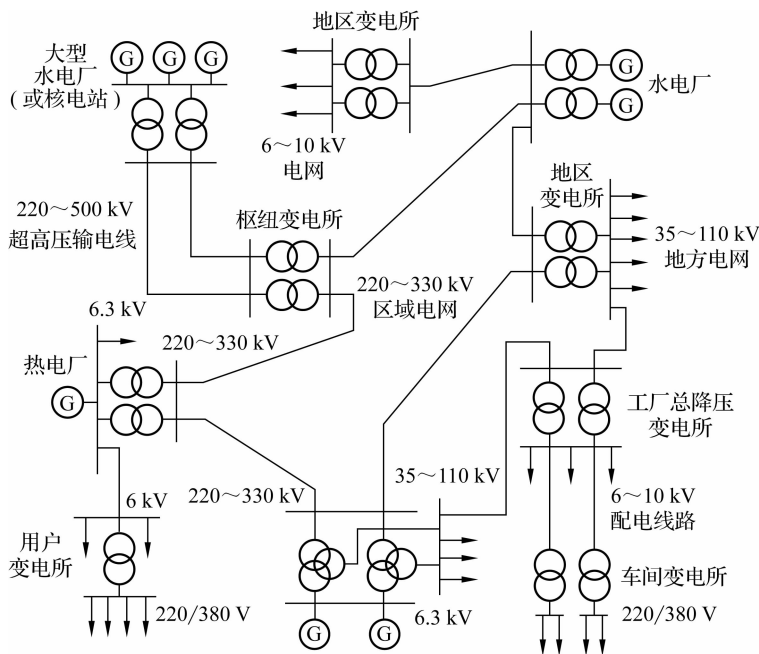 大型
水电厂
(或核电站)
G
G
G
地区变电所
6～10 kV
电网
G
G
水电厂
220～500 kV
超高压输电线
枢纽变电所
220～330 kV
区域电网
地区
变电所
35～110 kV
地方电网
6.3 kV
220～330 kV
热电厂
G
工厂总降压
变电所
220～330 kV
35～110 kV
6～10 kV
配电线路
6 kV
用户
变电所
220/380 V
6.3 kV
G
G
车间变电所
220/380 V